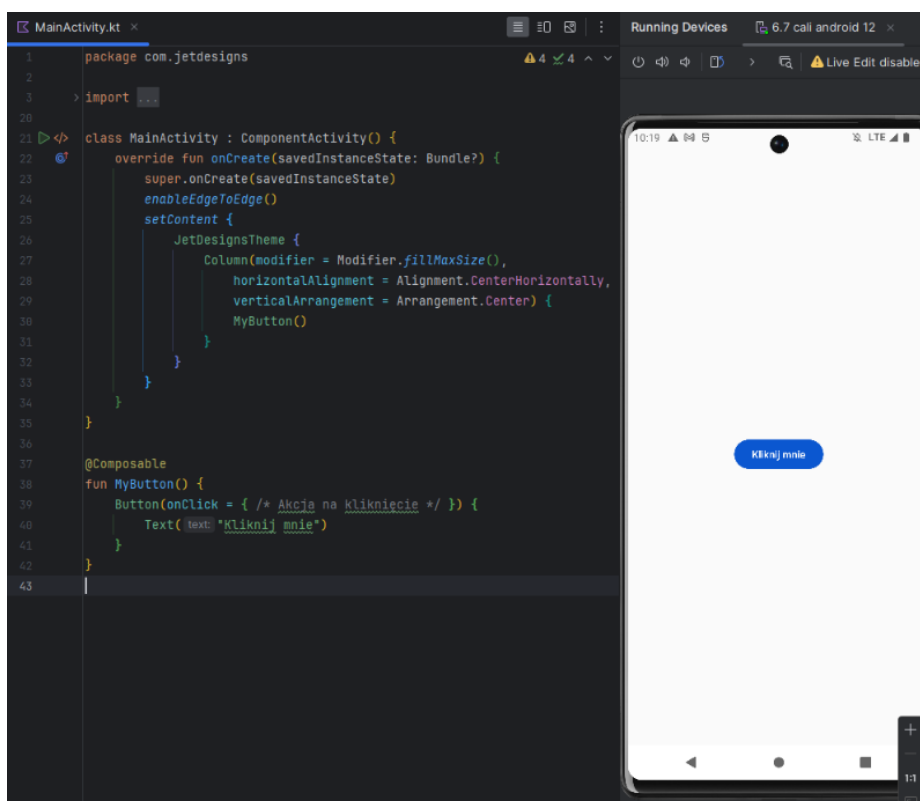 MainActivity.kt
Running Devices
6.7 cali android 12
4 4
Live Edit disable
1 package com.jetdesigns
2
3 import ...
20
21 class MainActivity : ComponentActivity() {
22 override fun onCreate(savedInstanceState: Bundle?) {
23 super.onCreate(savedInstanceState)
24 enableEdgeToEdge()
25 setContent {
26 JetDesignsTheme {
27 Column(modifier = Modifier.fillMaxSize(),
28 horizontalAlignment = Alignment.CenterHorizontally,
29 verticalArrangement = Arrangement.Center) {
30 MyButton()
31 }
32 }
33 }
34 }
35 }
36
37 @Composable
38 fun MyButton() {
39 Button(onClick = { /* Akcja na kliknięcie */ }) {
40 Text( text: "Kliknij mnie")
41 }
42 }
43
10:19 LTE
Kliknij mnie
1:1